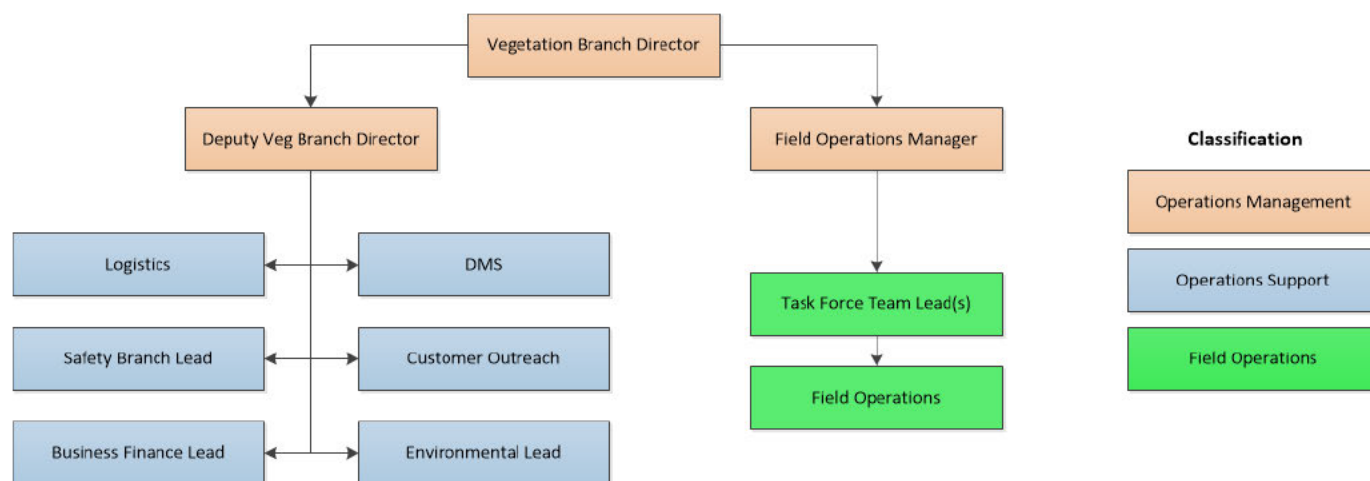 Vegetation Branch Director
Deputy Veg Branch Director
Field Operations Manager
Classification
Operations Management
Logistics
DMS
Operations Support
Task Force Team Lead(s)
Safety Branch Lead
Customer Outreach
Field Operations
Field Operations
Business Finance Lead
Environmental Lead